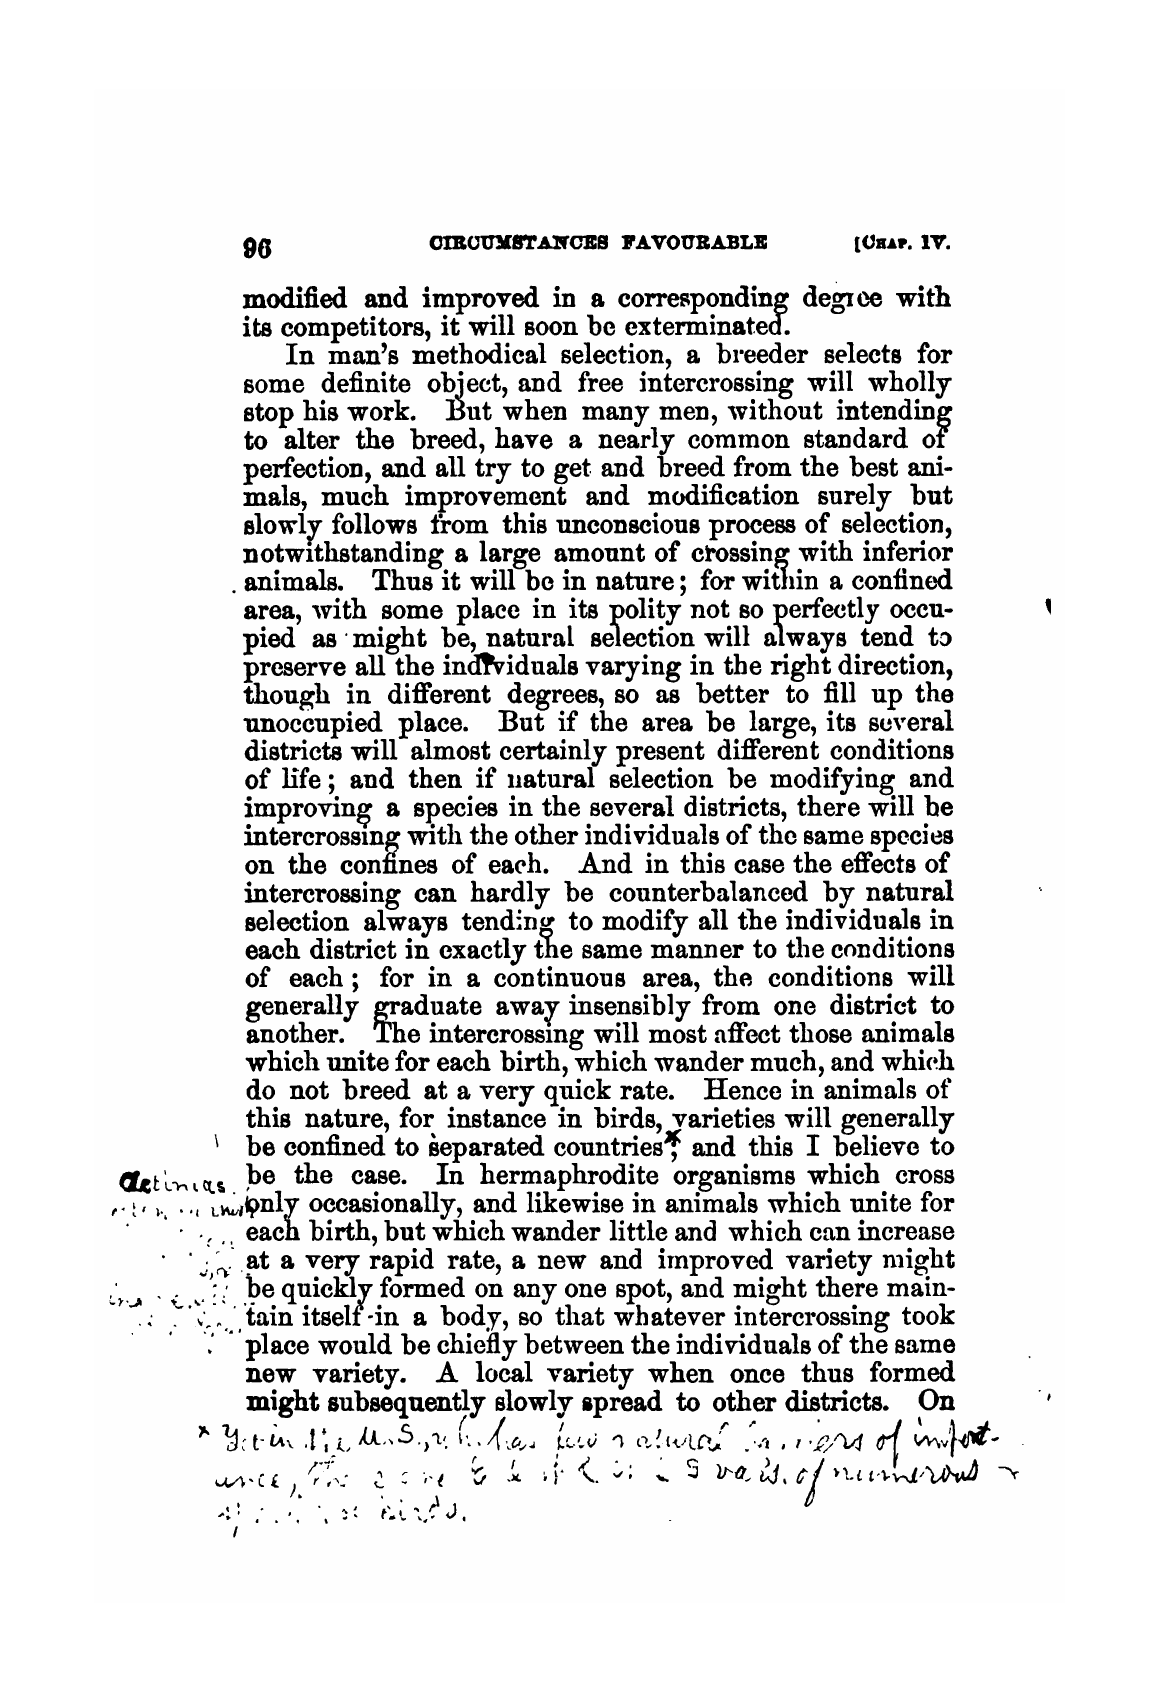 96 CIRCUMSTANCES FAVOURABLE [CHAP. IV.
modified and improved in a corresponding degree with
its competitors, it will soon be exterminated.
In man's methodical selection, a breeder selects for
some definite object, and free intercrossing will wholly
stop his work. But when many men, without intending
to alter the breed, have a nearly common standard of
perfection, and all try to get and breed from the best ani-
mals, much improvement and modification surely but
slowly follows from this unconscious process of selection,
notwithstanding a large amount of crossing with inferior
animals. Thus it will be in nature; for within a confined
area, with some place in its polity not so perfectly occu-
pied as might be, natural selection will always tend to
preserve all the individuals varying in the right direction,
though in different degrees, so as better to fill up the
unoccupied place. But if the area be large, its several
districts will almost certainly present different conditions
of life; and then if natural selection be modifying and
improving a species in the several districts, there will be
intercrossing with the other individuals of the same species
on the confines of each. And in this case the effects of
intercrossing can hardly be counterbalanced by natural
selection always tending to modify all the individuals in
each district in exactly the same manner to the conditions
of each; for in a continuous area, the conditions will
generally graduate away insensibly from one district to
another. The intercrossing will most affect those animals
which unite for each birth, which wander much, and which
do not breed at a very quick rate. Hence in animals of
this nature, for instance in birds, varieties will generally
be confined to separated countries*; and this I believe to
be the case. In hermaphrodite organisms which cross
only occasionally, and likewise in animals which unite for
each birth, but which wander little and which can increase
at a very rapid rate, a new and improved variety might
be quickly formed on any one spot, and might there main-
tain itself in a body, so that whatever intercrossing took
place would be chiefly between the individuals of the same
new variety. A local variety when once thus formed
might subsequently slowly spread to other districts. On
* Yet in the U.S., has few natural of import-
ance, of numerous
birds.